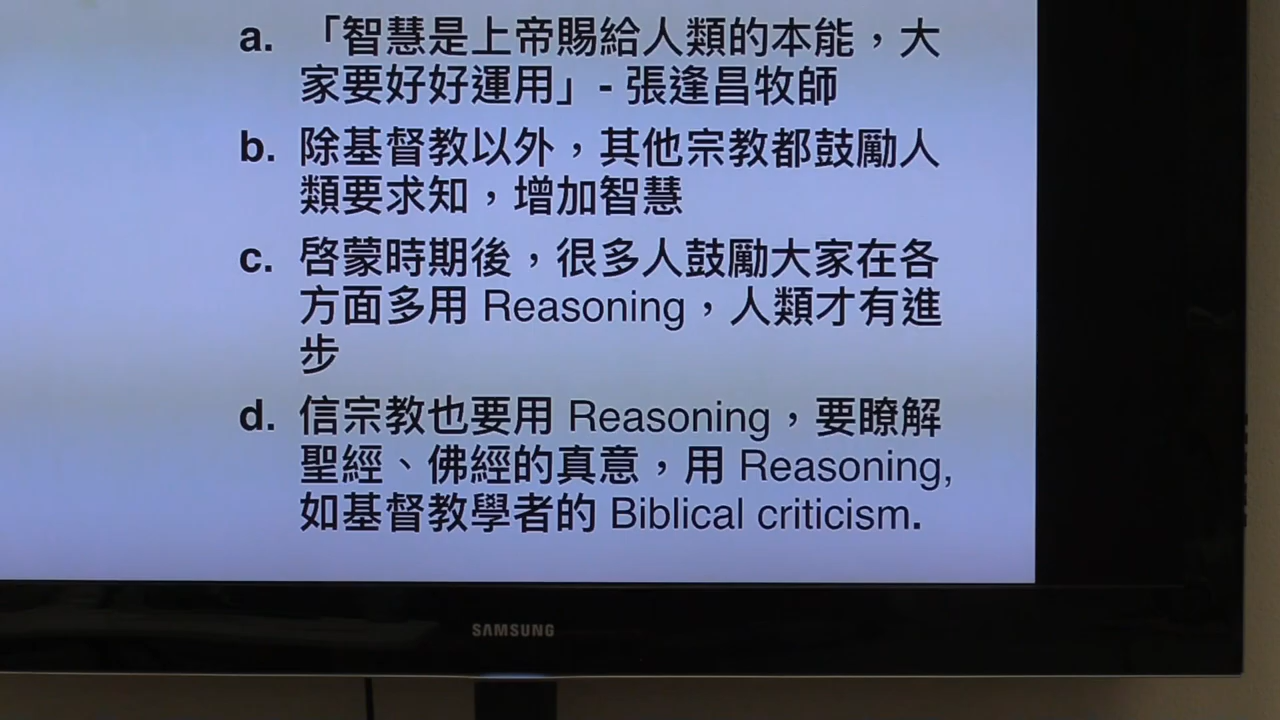 a. 「智慧是上帝賜給人類的本能，大
家要好好運用」- 張逢昌牧師
b. 除基督教以外，其他宗教都鼓勵人
類要求知，增加智慧
c. 啓蒙時期後，很多人鼓勵大家在各
方面多用 Reasoning，人類才有進
步
d. 信宗教也要用 Reasoning，要瞭解
聖經、佛經的真意，用 Reasoning,
如基督教學者的 Biblical criticism.
SAMSUNG